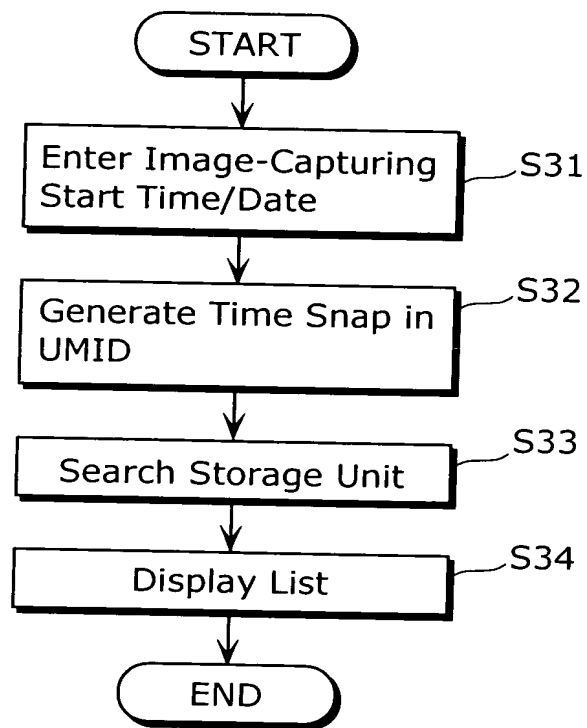 START
Enter Image-Capturing
Start Time/Date
S31
Generate Time Snap in
UMID
S32
Search Storage Unit
S33
Display List
S34
END